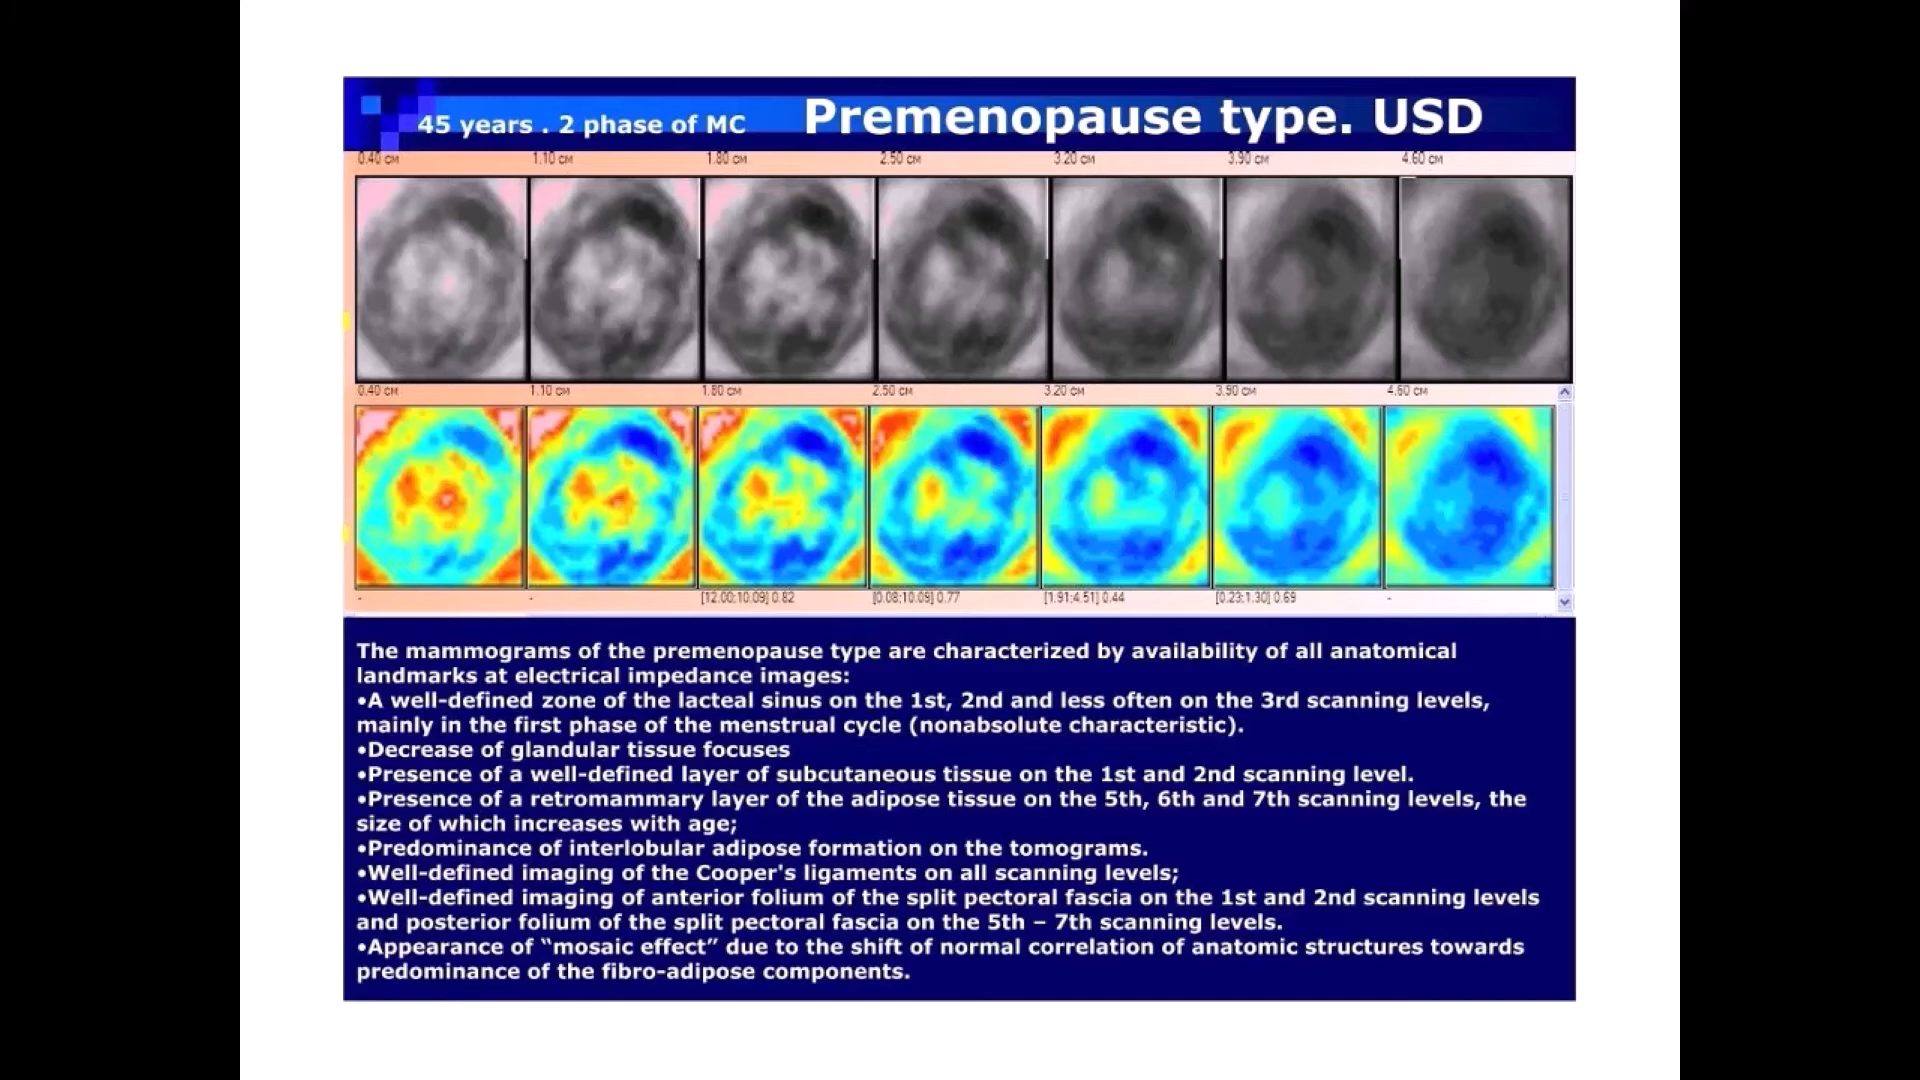 45 years . 2 phase of MC Premenopause type. USD
0.40 см 1.10 см 1.80 см 2.50 см 3.20 см 3.90 см 4.60 см
0.40 см 1.10 см 1.80 см 2.50 см 3.20 см 3.90 см 4.60 см
- - [12.00;10.09] 0.82 [0.08;10.09] 0.77 [1.91;4.51] 0.44 [0.23;1.30] 0.69 -
The mammograms of the premenopause type are characterized by availability of all anatomical
landmarks at electrical impedance images:
•A well-defined zone of the lacteal sinus on the 1st, 2nd and less often on the 3rd scanning levels,
mainly in the first phase of the menstrual cycle (nonabsolute characteristic).
•Decrease of glandular tissue focuses
•Presence of a well-defined layer of subcutaneous tissue on the 1st and 2nd scanning level.
•Presence of a retromammary layer of the adipose tissue on the 5th, 6th and 7th scanning levels, the
size of which increases with age;
•Predominance of interlobular adipose formation on the tomograms.
•Well-defined imaging of the Cooper's ligaments on all scanning levels;
•Well-defined imaging of anterior folium of the split pectoral fascia on the 1st and 2nd scanning levels
and posterior folium of the split pectoral fascia on the 5th – 7th scanning levels.
•Appearance of “mosaic effect” due to the shift of normal correlation of anatomic structures towards
predominance of the fibro-adipose components.